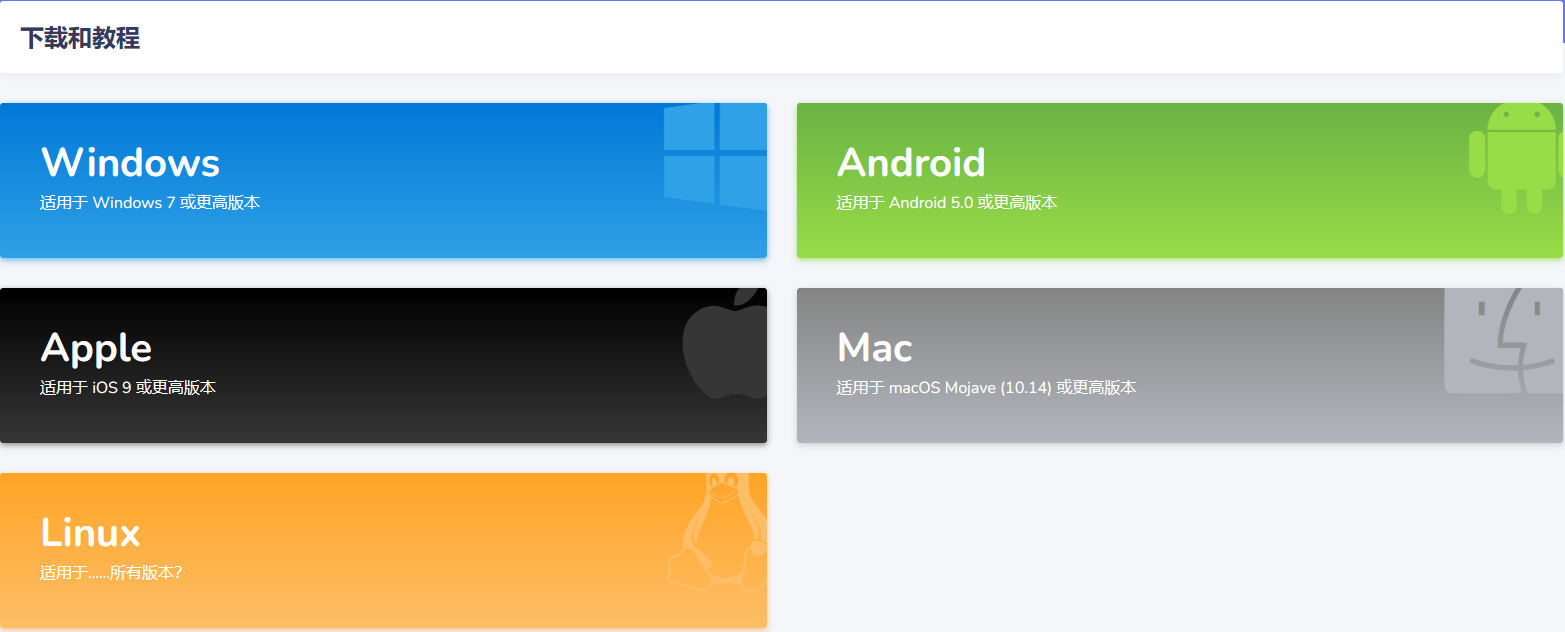 下载和教程
Windows
适用于 Windows 7 或更高版本
Android
适用于 Android 5.0 或更高版本
Apple
适用于 iOS 9 或更高版本
Mac
适用于 macOS Mojave (10.14) 或更高版本
Linux
适用于......所有版本?